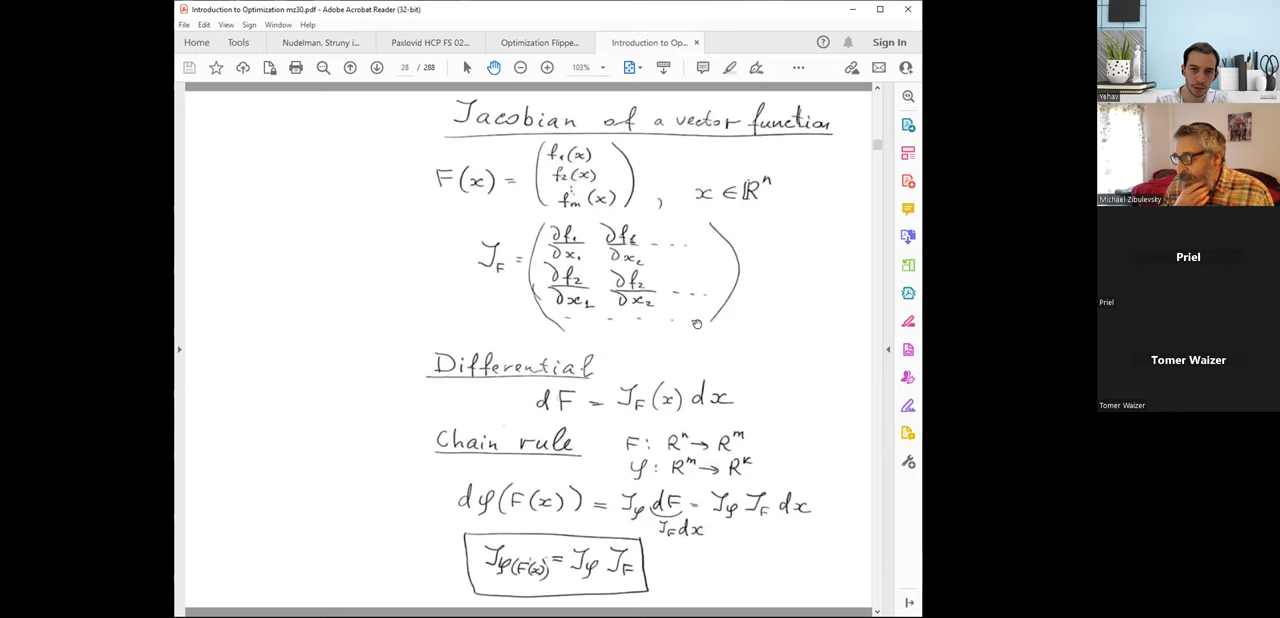 Introduction to Optimization mz30.pdf - Adobe Acrobat Reader (32-bit)
File Edit View Sign Window Help
Home Tools Nudelman, Struny i... Paxlovid HCP FS 02... Optimization Flippe... Introduction to Op... × Sign In
28 / 288 103%
Jacobian of a vector function
F(x) = ( f₁(x) f₂(x) ⋮ fₘ(x) ) , x ∈ ℝⁿ
J_F = ( ∂f₁/∂x₁ ∂f₁/∂x₂ ...
∂f₂/∂x₁ ∂f₂/∂x₂ ...
. . . . . )
Differential
dF = J_F(x) dx
Chain rule F: Rⁿ → Rᵐ
φ: Rᵐ → Rᴷ
dφ(F(x)) = J_φ dF = J_φ J_F dx
J_F dx
J_φ(F(x)) = J_φ J_F
Yehav
Michael Zibulevsky
Priel
Priel
Tomer Waizer
Tomer Waizer